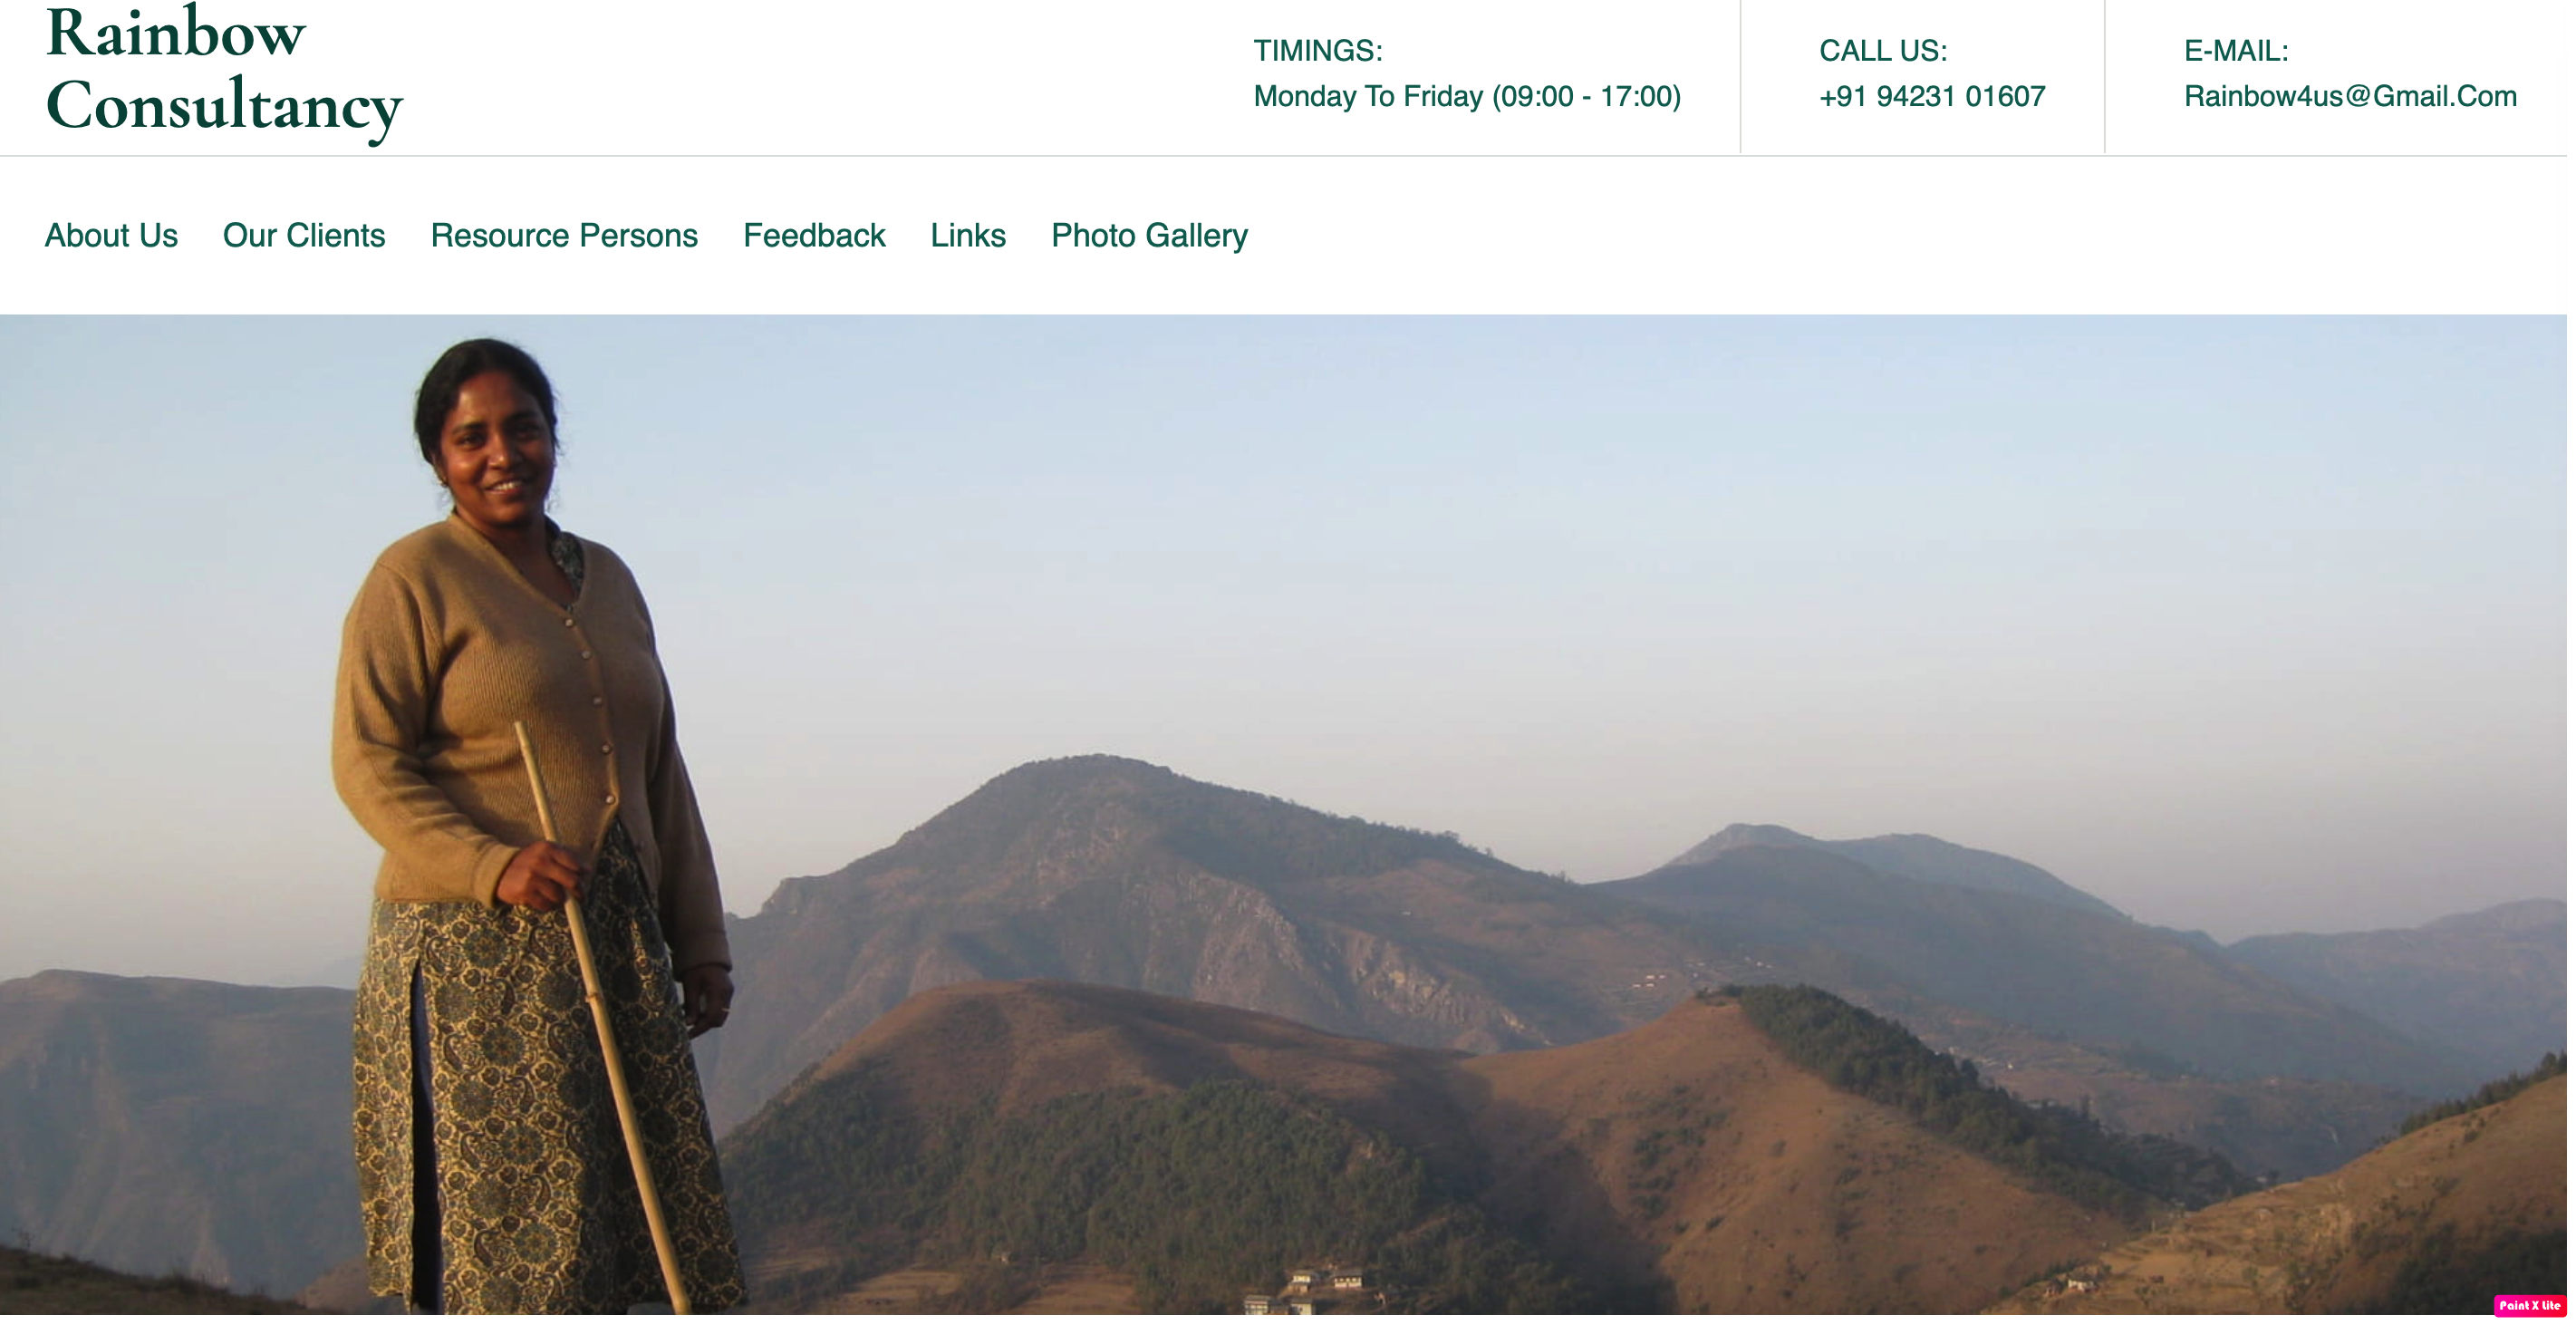 Rainbow
Consultancy
TIMINGS:
Monday To Friday (09:00 - 17:00)
CALL US:
+91 94231 01607
E-MAIL:
Rainbow4us@Gmail.Com
About Us
Our Clients
Resource Persons
Feedback
Links
Photo Gallery
Paint X lite